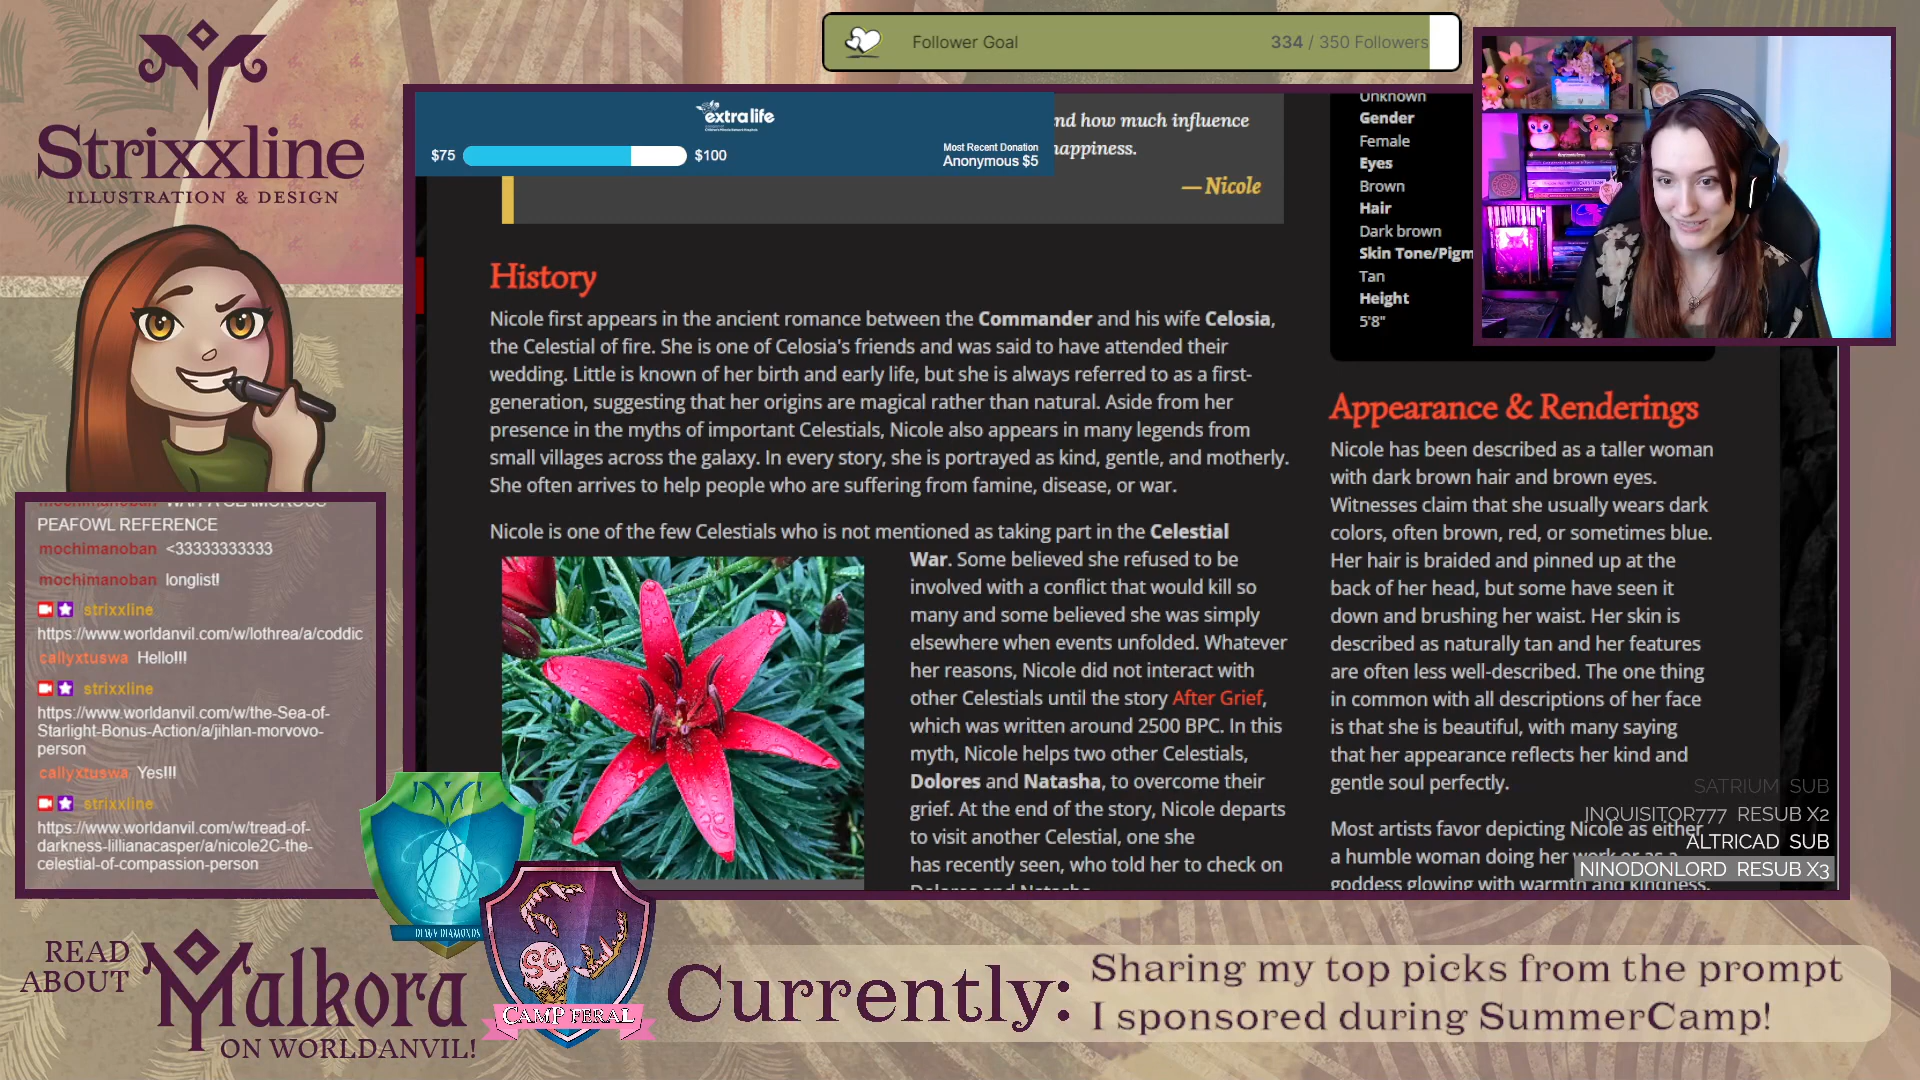 Strixxline
ILLUSTRATION & DESIGN
Follower Goal
334 / 350 Followers
extralife
$75
$100
Most Recent Donation
Anonymous $5
nd how much influence
happiness.
— Nicole
Unknown
Gender
Female
Eyes
Brown
Hair
Dark brown
Skin Tone/Pigm
Tan
Height
5'8"
History
Nicole first appears in the ancient romance between the Commander and his wife Celosia,
the Celestial of fire. She is one of Celosia's friends and was said to have attended their
wedding. Little is known of her birth and early life, but she is always referred to as a first-
generation, suggesting that her origins are magical rather than natural. Aside from her
presence in the myths of important Celestials, Nicole also appears in many legends from
small villages across the galaxy. In every story, she is portrayed as kind, gentle, and motherly.
She often arrives to help people who are suffering from famine, disease, or war.
Nicole is one of the few Celestials who is not mentioned as taking part in the Celestial
War. Some believed she refused to be
involved with a conflict that would kill so
many and some believed she was simply
elsewhere when events unfolded. Whatever
her reasons, Nicole did not interact with
other Celestials until the story After Grief,
which was written around 2500 BPC. In this
myth, Nicole helps two other Celestials,
Dolores and Natasha, to overcome their
grief. At the end of the story, Nicole departs
to visit another Celestial, one she
has recently seen, who told her to check on
Dolores and Natasha.
Appearance & Renderings
Nicole has been described as a taller woman
with dark brown hair and brown eyes.
Witnesses claim that she usually wears dark
colors, often brown, red, or sometimes blue.
Her hair is braided and pinned up at the
back of her head, but some have seen it
down and brushing her waist. Her skin is
described as naturally tan and her features
are often less well-described. The one thing
in common with all descriptions of her face
is that she is beautiful, with many saying
that her appearance reflects her kind and
gentle soul perfectly.
Most artists favor depicting Nicole as either
a humble woman doing her work or as a
goddess glowing with warmth and kindness.
SATRIUM SUB
INQUISITOR777 RESUB X2
ALTRICAD SUB
NINODONLORD RESUB X3
PEAFOWL REFERENCE
mochimanoban <33333333333
mochimanoban longlist!
strixxline
https://www.worldanvil.com/w/lothrea/a/coddic
callyxtuswa Hello!!!
strixxline
https://www.worldanvil.com/w/the-Sea-of-
Starlight-Bonus-Action/a/jihlan-morvovo-
person
callyxtuswa Yes!!!
strixxline
https://www.worldanvil.com/w/tread-of-
darkness-lillianacasper/a/nicole2C-the-
celestial-of-compassion-person
SC
CAMP FERAL
READ
ABOUT
Malkora
ON WORLDANVIL!
Currently:
Sharing my top picks from the prompt
I sponsored during SummerCamp!